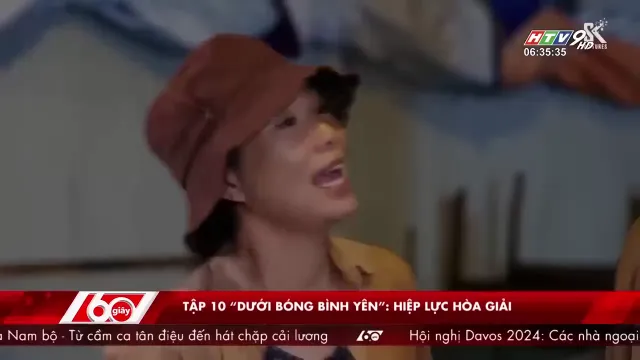 HTV9 HD
06:35:35
60 giây
TẬP 10 “DƯỚI BÓNG BÌNH YÊN”: HIỆP LỰC HÒA GIẢI
Nam bộ - Từ cầm ca tân điệu đến hát chặp cải lương 60 Hội nghị Davos 2024: Các nhà ngoại